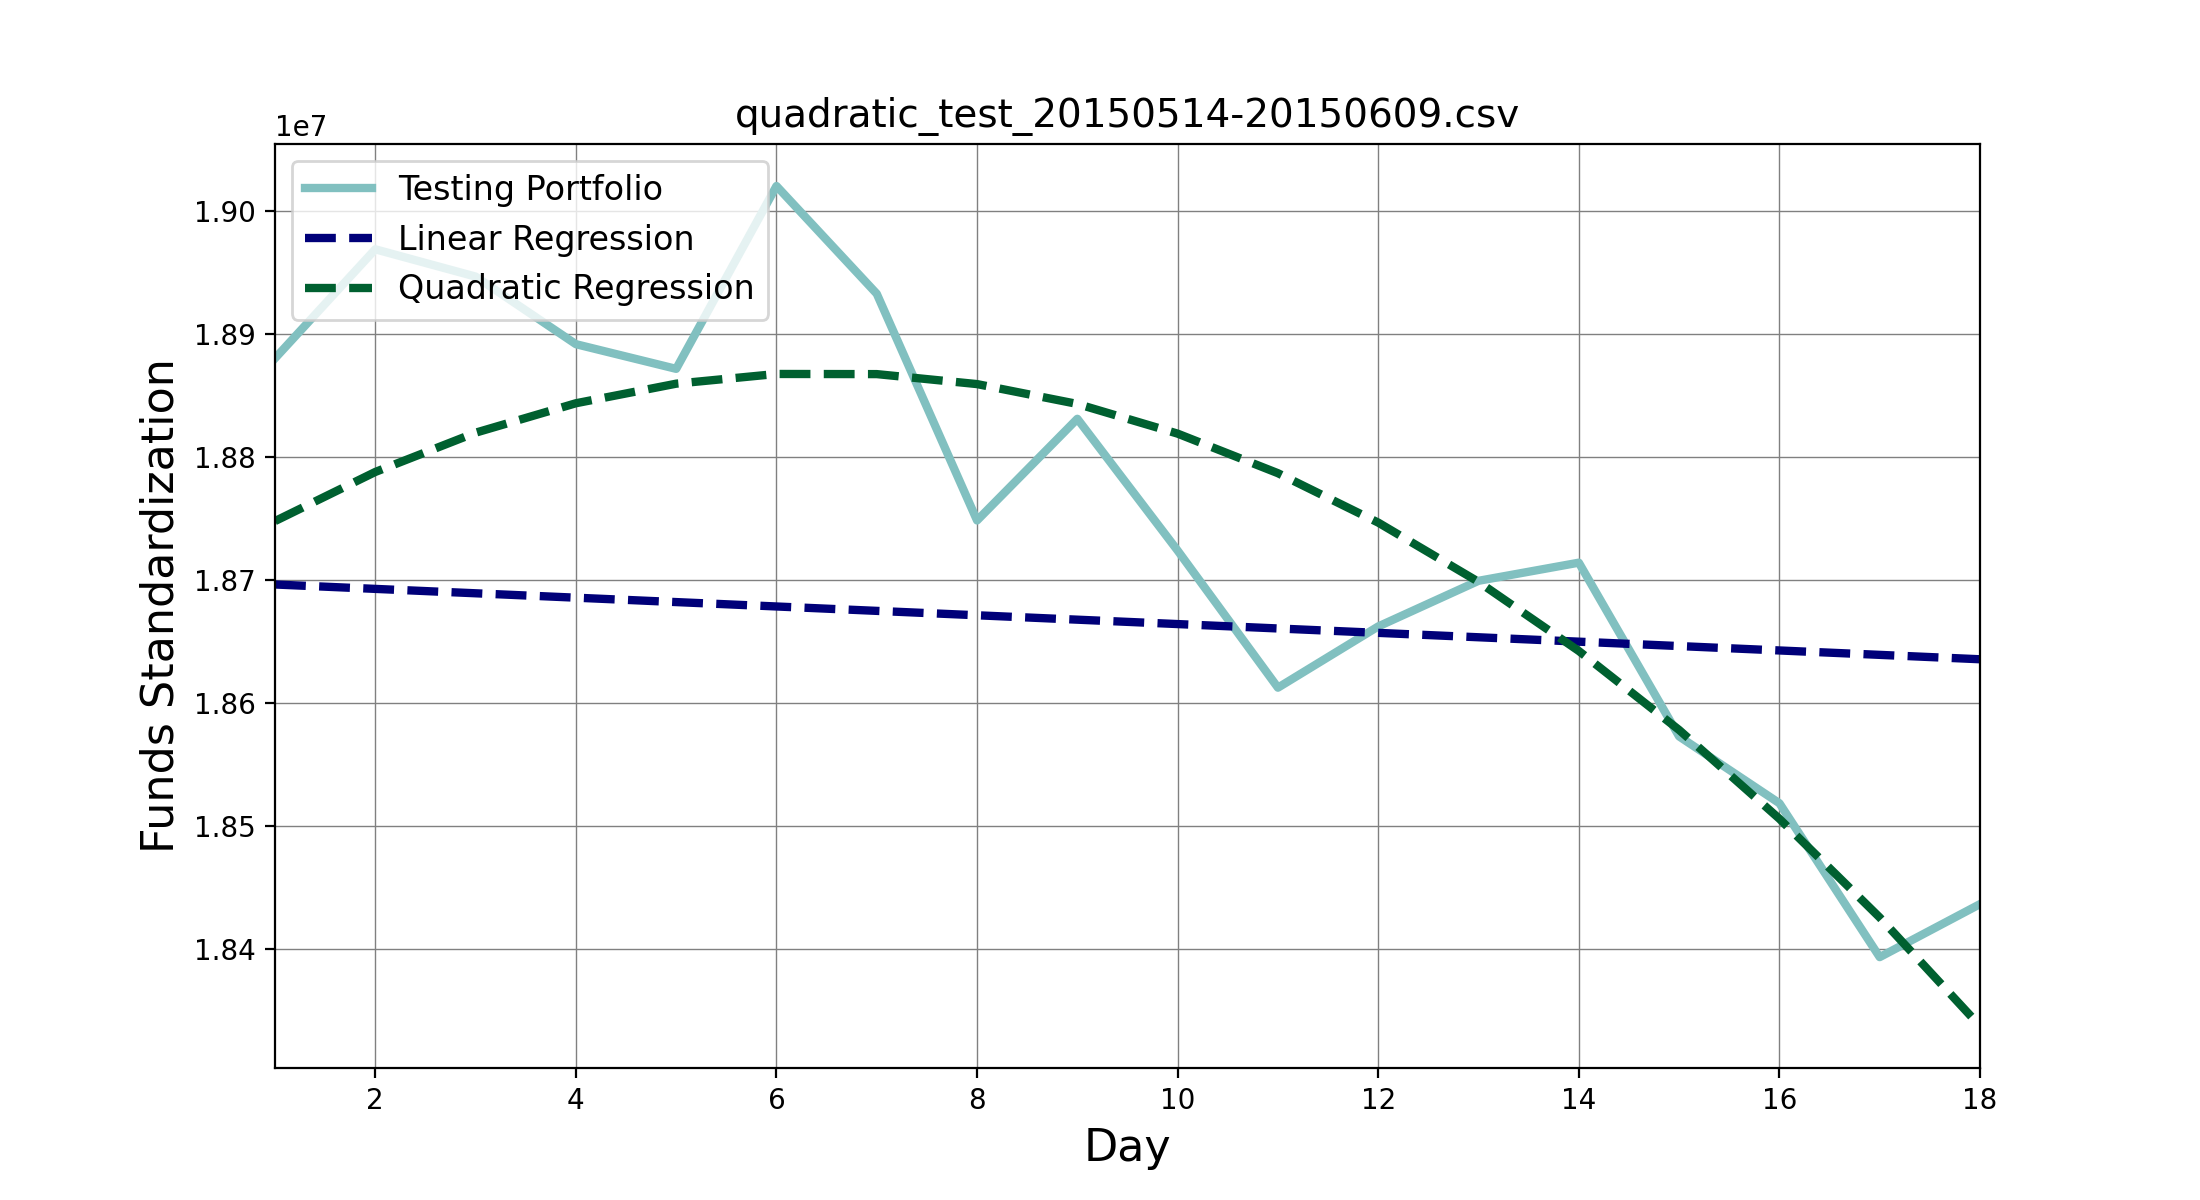 quadratic_test_20150514-20150609.csv
1e7
Testing Portfolio
Linear Regression
Quadratic Regression
1.90
1.89
1.88
1.87
1.86
1.85
1.84
Funds Standardization
2 4 6 8 10 12 14 16 18
Day